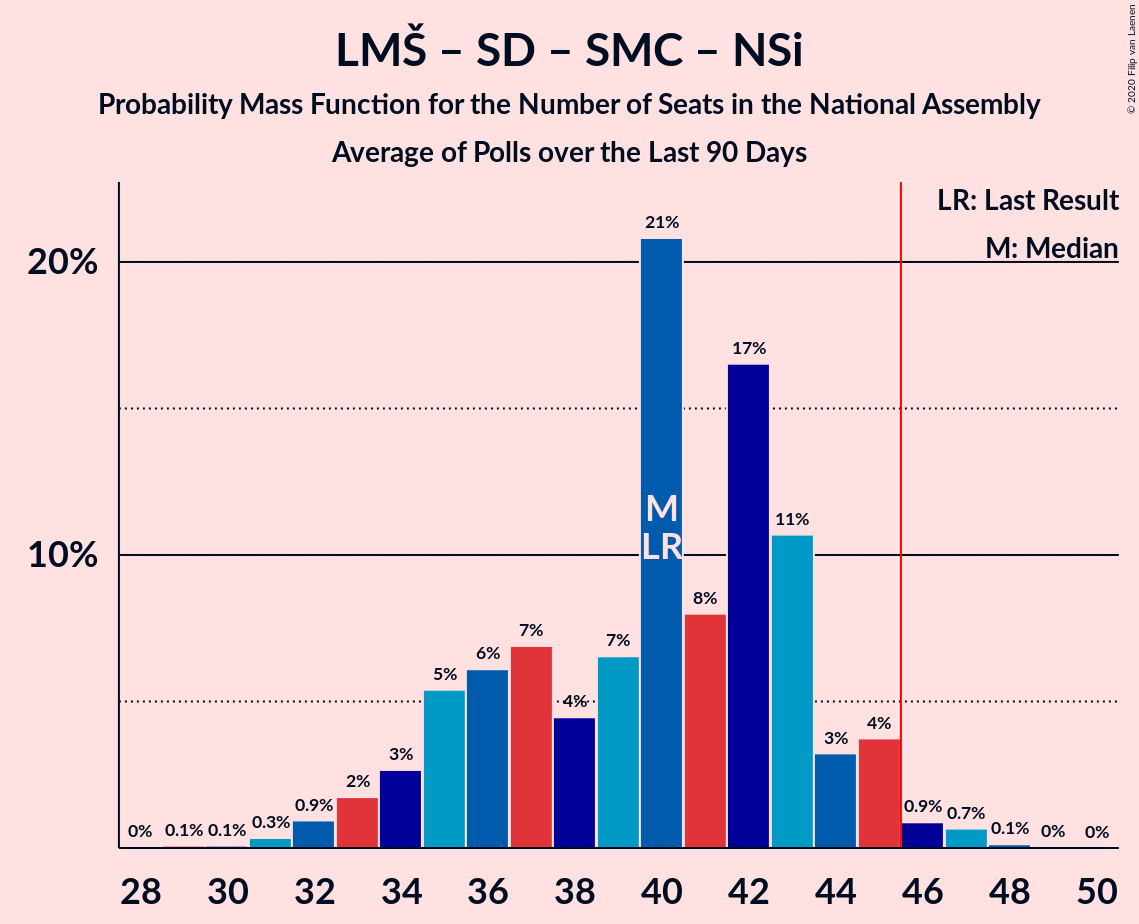 LMŠ – SD – SMC – NSi
Probability Mass Function for the Number of Seats in the National Assembly
Average of Polls over the Last 90 Days
© 2020 Filip van Laenen
LR: Last Result
M: Median
20%
10%
0% 0.1% 0.1% 0.3% 0.9% 2% 3% 5% 6% 7% 4% 7% 21% 8% 17% 11% 3% 4% 0.9% 0.7% 0.1% 0% 0%
M
LR
28 30 32 34 36 38 40 42 44 46 48 50